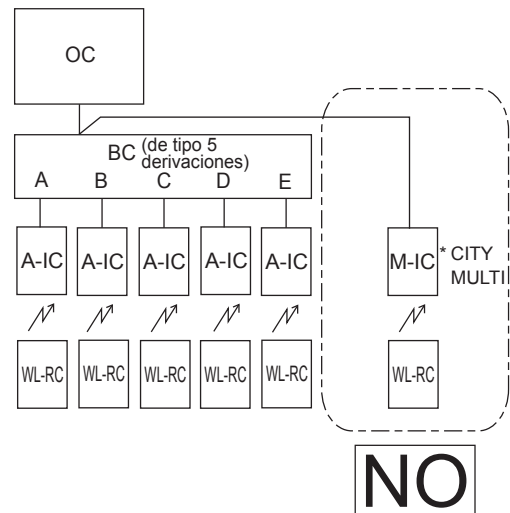 OC
BC (de tipo 5
derivaciones)
A B C D E
A-IC A-IC A-IC A-IC A-IC M-IC * CITY
MULTI
WL-RC WL-RC WL-RC WL-RC WL-RC WL-RC
NO